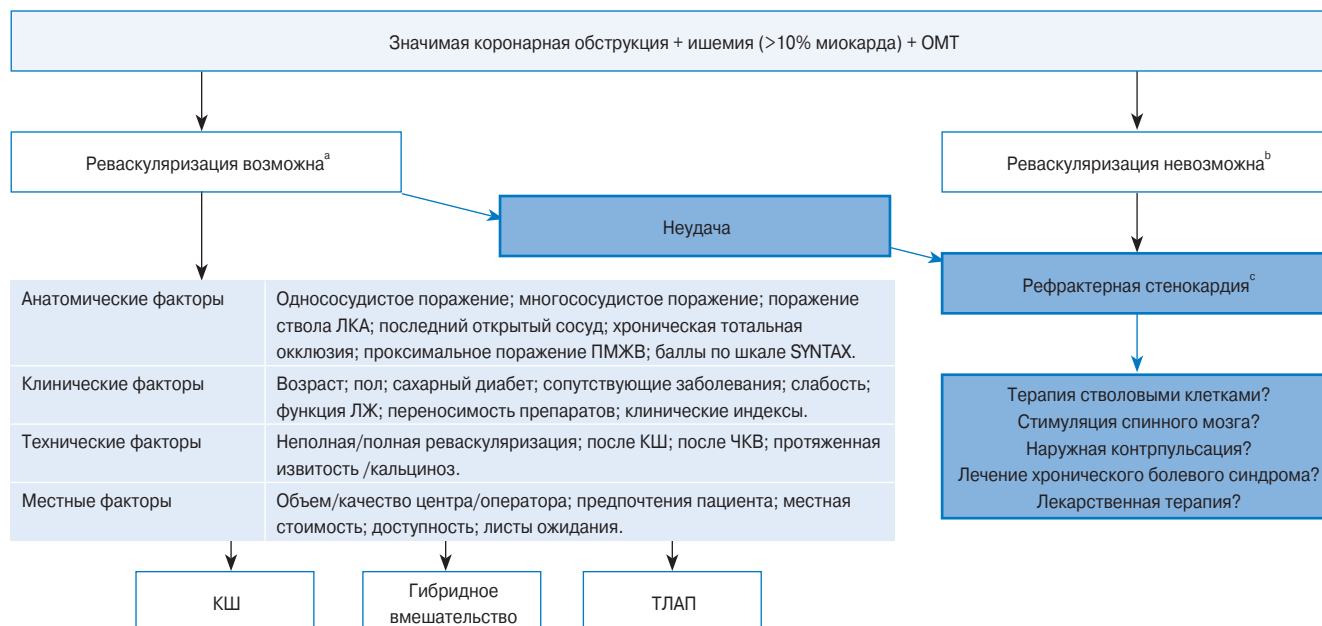 Значимая коронарная обструкция + ишемия (>10% миокарда) + ОМТ
Реваскуляризация возможна^a
Реваскуляризация невозможна^b
Неудача
Рефрактерная стенокардия^c
Анатомические факторы
Однососудистое поражение; многососудистое поражение; поражение
ствола ЛКА; последний открытый сосуд; хроническая тотальная
окклюзия; проксимальное поражение ПМЖВ; баллы по шкале SYNTAX.
Клинические факторы
Возраст; пол; сахарный диабет; сопутствующие заболевания; слабость;
функция ЛЖ; переносимость препаратов; клинические индексы.
Технические факторы
Неполная/полная реваскуляризация; после КШ; после ЧКВ; протяженная
извитость /кальциноз.
Местные факторы
Объем/качество центра/оператора; предпочтения пациента; местная
стоимость; доступность; листы ожидания.
Терапия стволовыми клетками?
Стимуляция спинного мозга?
Наружная контрпульсация?
Лечение хронического болевого синдрома?
Лекарственная терапия?
КШ
Гибридное
вмешательство
ТЛАП